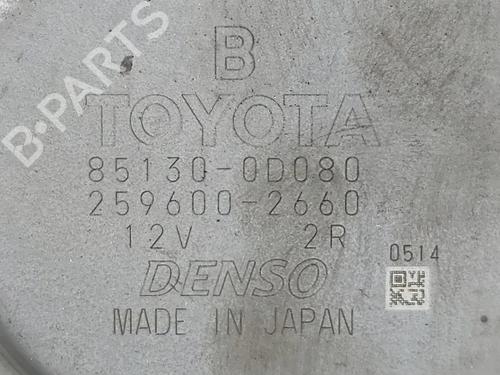 B
TOYOTA
85130-0D080
259600-2660
12V 2R
0514
DENSO
MADE IN JAPAN
B-PARTS